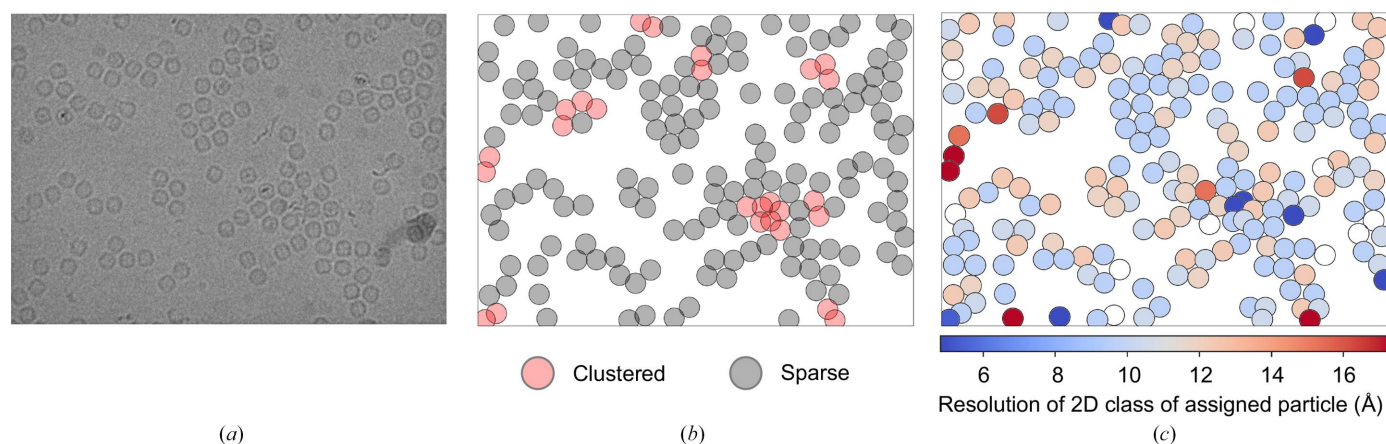 Clustered
Sparse
6 8 10 12 14 16
Resolution of 2D class of assigned particle (Å)
(a)
(b)
(c)